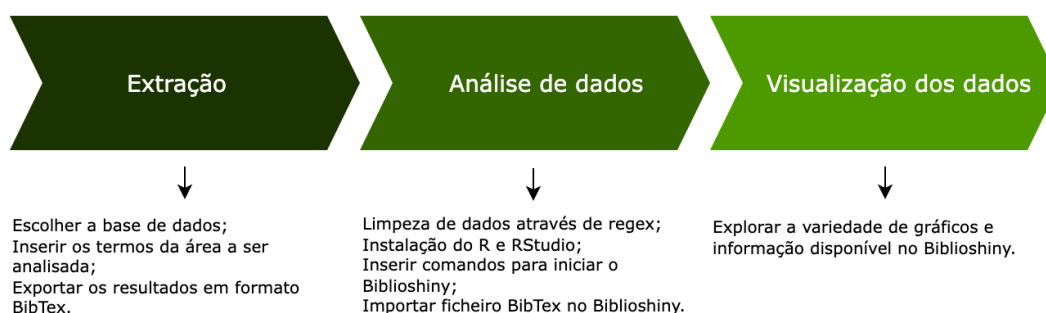 Extração
Análise de dados
Visualização dos dados
Escolher a base de dados;
Inserir os termos da área a ser
analisada;
Exportar os resultados em formato
BibTex.
Limpeza de dados através de regex;
Instalação do R e RStudio;
Inserir comandos para iniciar o
Biblioshiny;
Importar ficheiro BibTex no Biblioshiny.
Explorar a variedade de gráficos e
informação disponível no Biblioshiny.